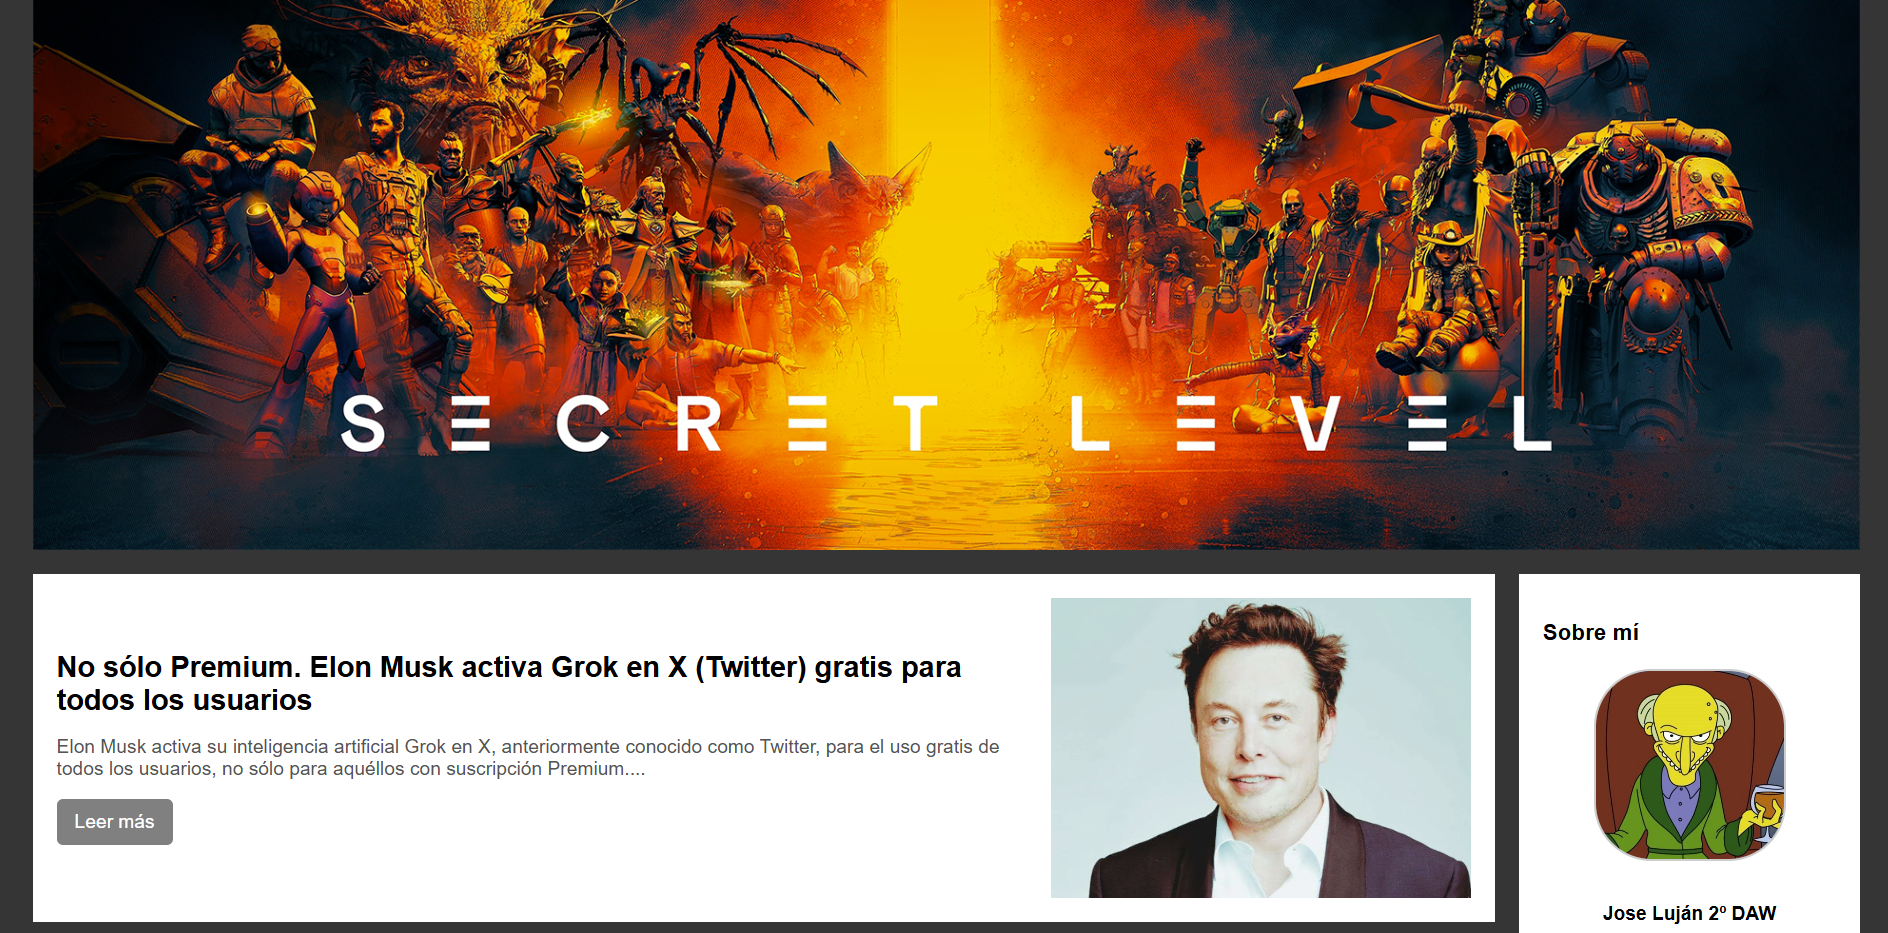 SECRET LEVEL
No sólo Premium. Elon Musk activa Grok en X (Twitter) gratis para
todos los usuarios
Elon Musk activa su inteligencia artificial Grok en X, anteriormente conocido como Twitter, para el uso gratis de
todos los usuarios, no sólo para aquéllos con suscripción Premium....
Leer más
Sobre mí
Jose Luján 2º DAW